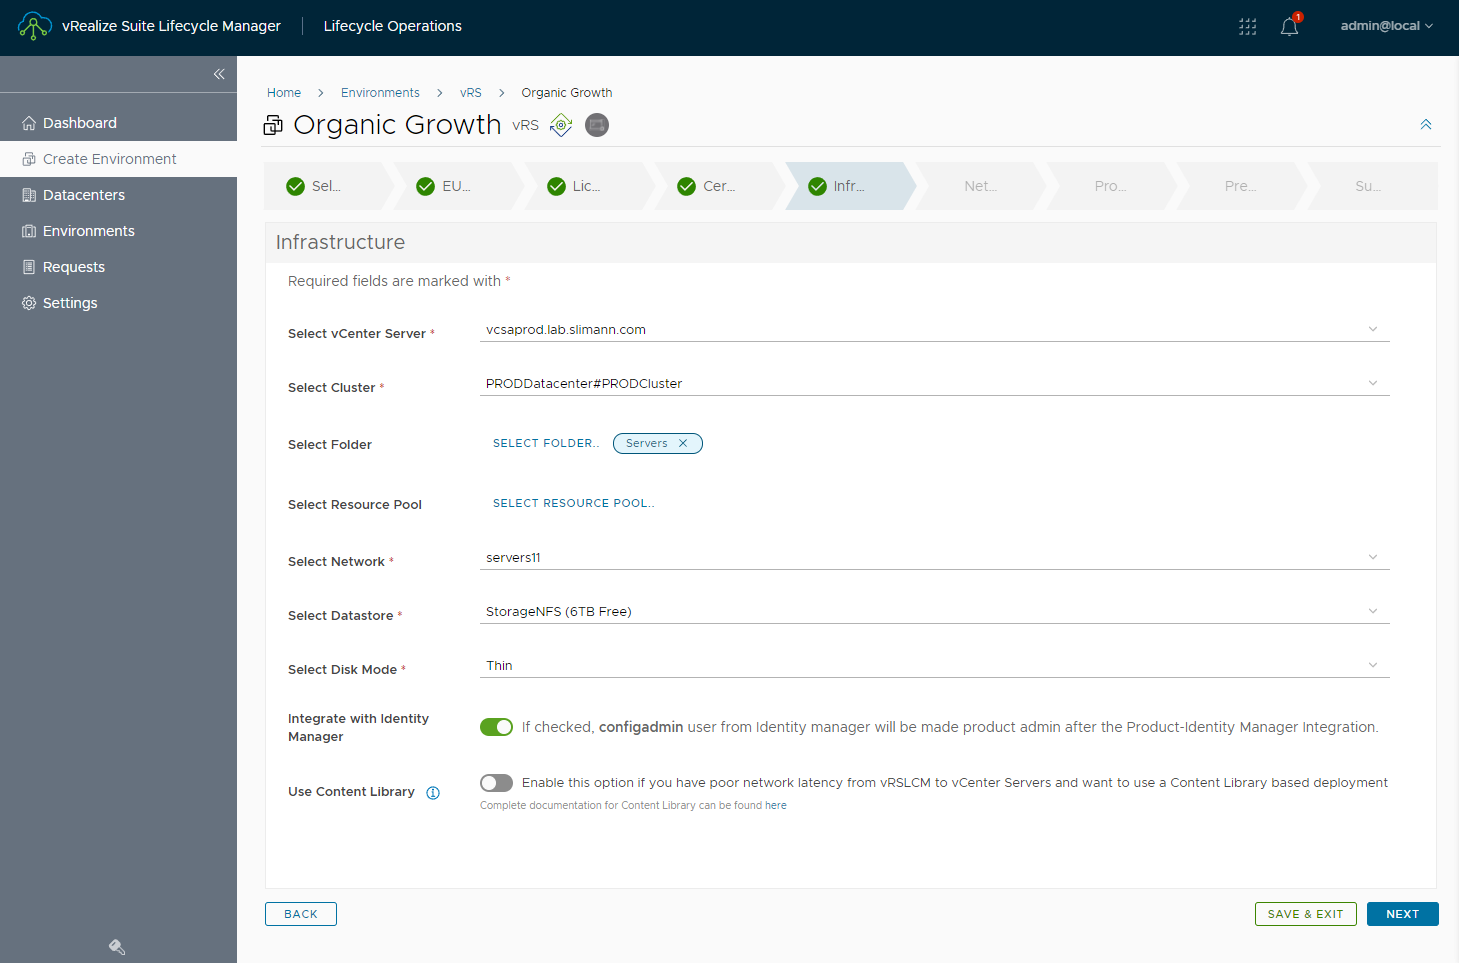 vRealize Suite Lifecycle Manager
Lifecycle Operations
1
admin@local
Dashboard
Create Environment
Datacenters
Environments
Requests
Settings
Home > Environments > vRS > Organic Growth
Organic Growth vRS
Sel... EU... Lic... Cer... Infr... Net... Pro... Pre... Su...
Infrastructure
Required fields are marked with *
Select vCenter Server * vcsaprod.lab.slimann.com
Select Cluster * PRODDatacenter#PRODCluster
Select Folder SELECT FOLDER.. Servers ×
Select Resource Pool SELECT RESOURCE POOL..
Select Network * servers11
Select Datastore * StorageNFS (6TB Free)
Select Disk Mode * Thin
Integrate with Identity
Manager
If checked, configadmin user from Identity manager will be made product admin after the Product-Identity Manager Integration.
Use Content Library
Enable this option if you have poor network latency from vRSLCM to vCenter Servers and want to use a Content Library based deployment
Complete documentation for Content Library can be found here
BACK
SAVE & EXIT
NEXT